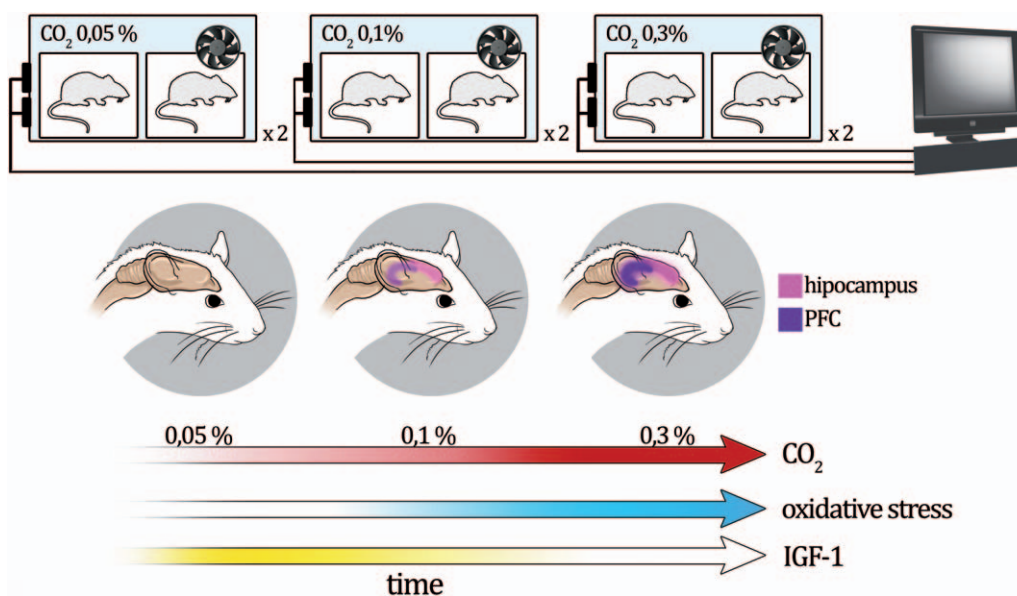 CO₂ 0,05 %
CO₂ 0,1%
CO₂ 0,3%
x 2
x 2
x 2
hipocampus
PFC
0,05 %
0,1 %
0,3 %
CO₂
oxidative stress
IGF-1
time